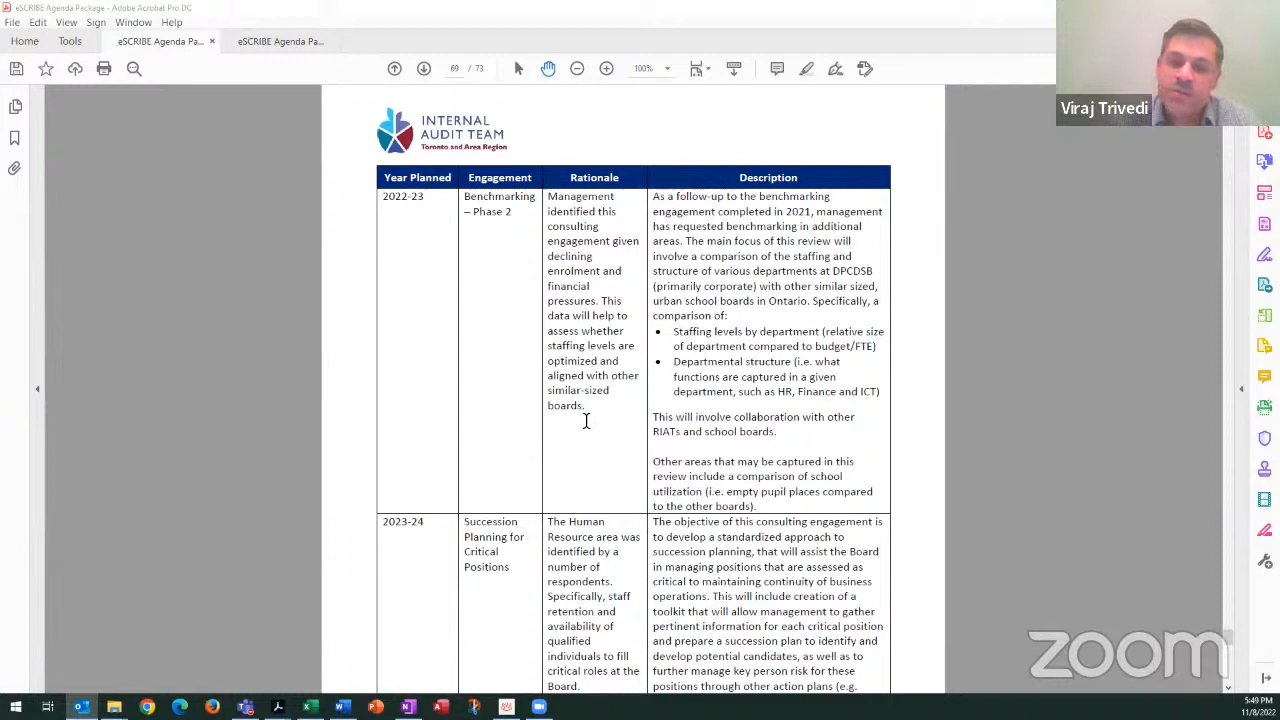 eSCRIBE Agenda Package - Adobe Acrobat Pro DC
File Edit View Sign Window Help
Home Tools eSCRIBE Agenda Pa... × eSCRIBE Agenda Pa...
69 / 73 100%
Viraj Trivedi
INTERNAL
AUDIT TEAM
Toronto and Area Region
Year Planned Engagement Rationale Description
2022-23
Benchmarking
– Phase 2
Management
identified this
consulting
engagement given
declining
enrolment and
financial
pressures. This
data will help to
assess whether
staffing levels are
optimized and
aligned with other
similar-sized
boards.
As a follow-up to the benchmarking
engagement completed in 2021, management
has requested benchmarking in additional
areas. The main focus of this review will
involve a comparison of the staffing and
structure of various departments at DPCDSB
(primarily corporate) with other similar sized,
urban school boards in Ontario. Specifically, a
comparison of:
• Staffing levels by department (relative size
of department compared to budget/FTE)
• Departmental structure (i.e. what
functions are captured in a given
department, such as HR, Finance and ICT)
This will involve collaboration with other
RIATs and school boards.
Other areas that may be captured in this
review include a comparison of school
utilization (i.e. empty pupil places compared
to the other boards).
2023-24
Succession
Planning for
Critical
Positions
The Human
Resource area was
identified by a
number of
respondents.
Specifically, staff
retention and
availability of
qualified
individuals to fill
critical roles at the
Board.
The objective of this consulting engagement is
to develop a standardized approach to
succession planning, that will assist the Board
in managing positions that are assessed as
critical to maintaining continuity of business
operations. This will include creation of a
toolkit that will allow management to gather
pertinent information for each critical position
and prepare a succession plan to identify and
develop potential candidates, as well as to
further manage key person risk for these
positions through other action plans (e.g.
zoom
5:49 PM
11/8/2022